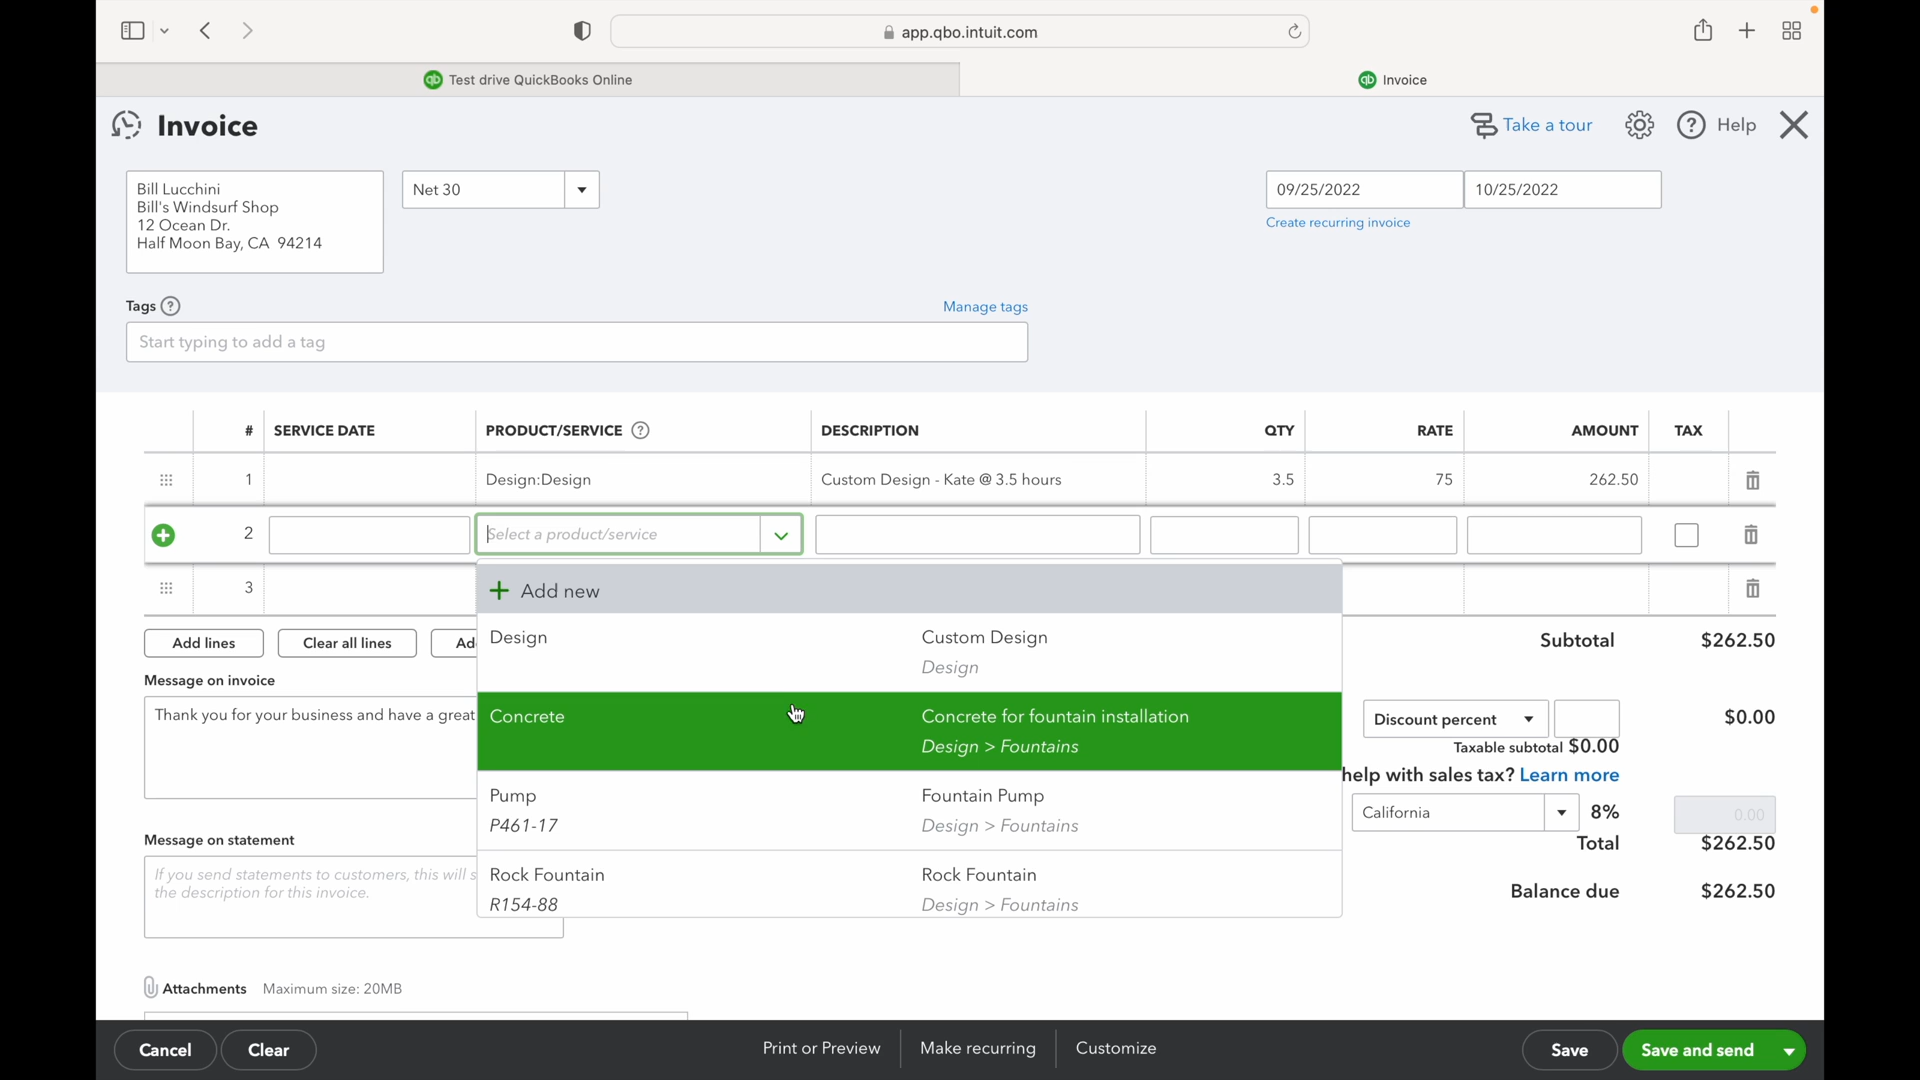 app.qbo.intuit.com
qb Test drive QuickBooks Online
qb Invoice
Invoice
Take a tour
? Help
Bill Lucchini
Bill's Windsurf Shop
12 Ocean Dr.
Half Moon Bay, CA 94214
Net 30
09/25/2022
10/25/2022
Create recurring invoice
Tags ?
Manage tags
Start typing to add a tag
# SERVICE DATE PRODUCT/SERVICE ? DESCRIPTION QTY RATE AMOUNT TAX
1 Design:Design Custom Design - Kate @ 3.5 hours 3.5 75 262.50
2 Select a product/service
3
+ Add new
Design Custom Design
Design
Concrete Concrete for fountain installation
Design > Fountains
Pump Fountain Pump
P461-17 Design > Fountains
Rock Fountain Rock Fountain
R154-88 Design > Fountains
Add lines Clear all lines Ad
Subtotal $262.50
Message on invoice
Thank you for your business and have a great
Discount percent $0.00
Taxable subtotal $0.00
help with sales tax? Learn more
California 8% 0.00
Message on statement
Total $262.50
If you send statements to customers, this will s
the description for this invoice.
Balance due $262.50
Attachments Maximum size: 20MB
Cancel Clear Print or Preview Make recurring Customize Save Save and send